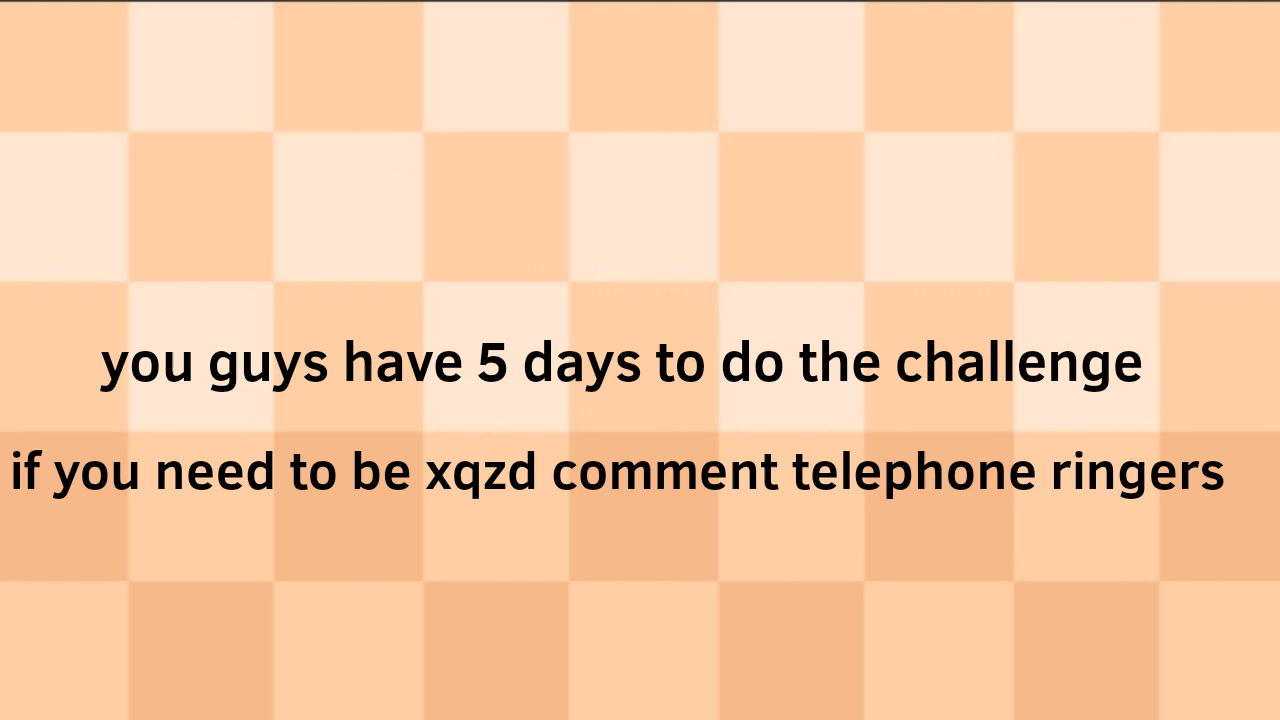 you guys have 5 days to do the challenge
if you need to be xqzd comment telephone ringers